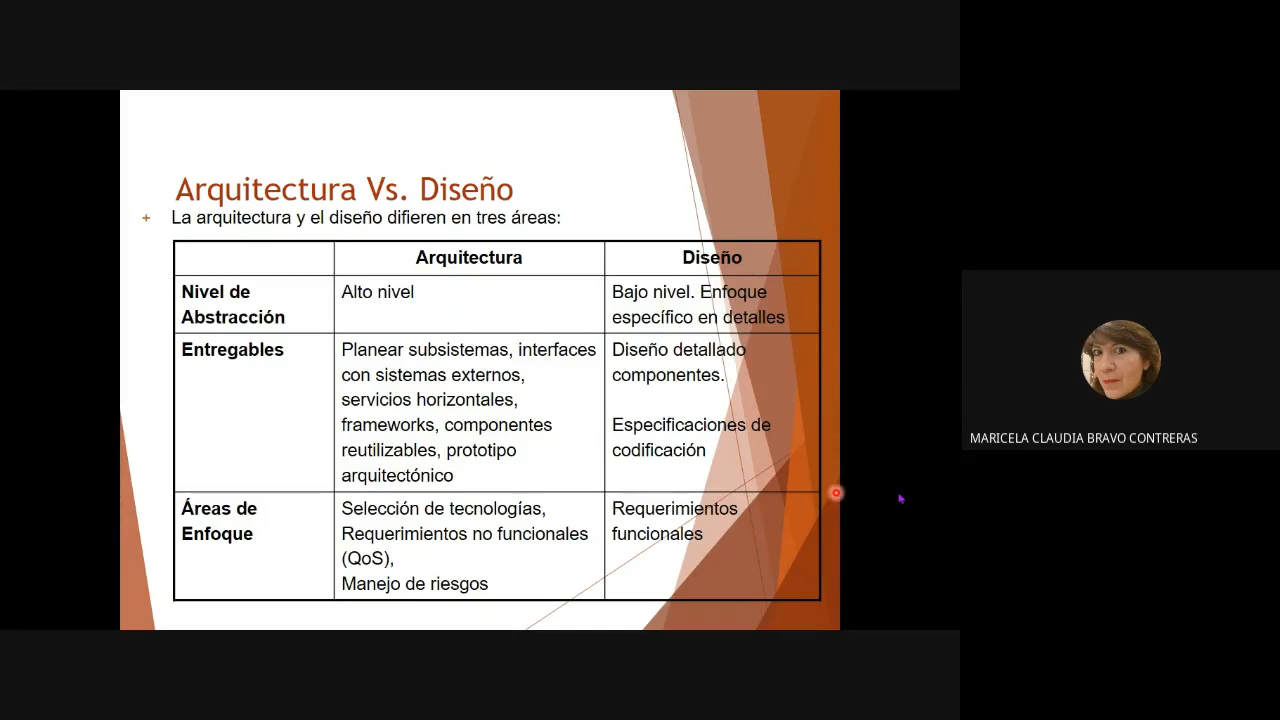 Arquitectura Vs. Diseño
+ La arquitectura y el diseño difieren en tres áreas:
Arquitectura
Diseño
Nivel de
Abstracción
Alto nivel
Bajo nivel. Enfoque
específico en detalles
Entregables
Planear subsistemas, interfaces
con sistemas externos,
servicios horizontales,
frameworks, componentes
reutilizables, prototipo
arquitectónico
Diseño detallado
componentes.
Especificaciones de
codificación
Áreas de
Enfoque
Selección de tecnologías,
Requerimientos no funcionales
(QoS),
Manejo de riesgos
Requerimientos
funcionales
MARICELA CLAUDIA BRAVO CONTRERAS